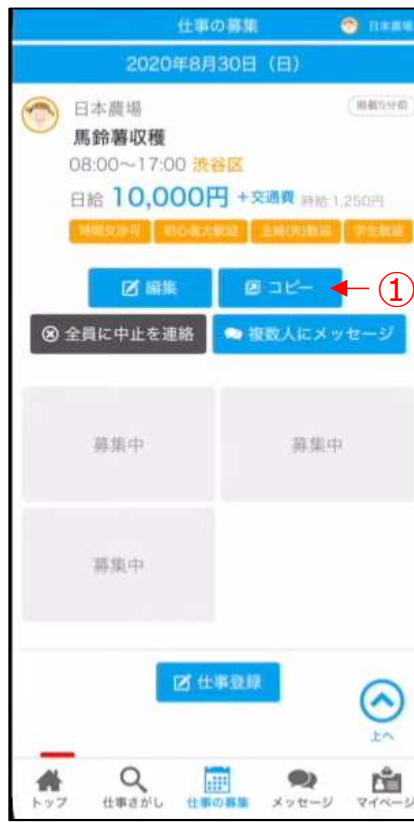 仕事の募集
日本農場
2020年8月30日（日）
日本農場
掲載5分前
馬鈴薯収穫
08:00〜17:00 渋谷区
日給 10,000円 +交通費 時給:1,250円
時間交渉可 初心者大歓迎 主婦(夫)歓迎 学生歓迎
編集 コピー ①
全員に中止を連絡 複数人にメッセージ
募集中 募集中
募集中
仕事登録
上へ
トップ 仕事さがし 仕事の募集 メッセージ マイページ